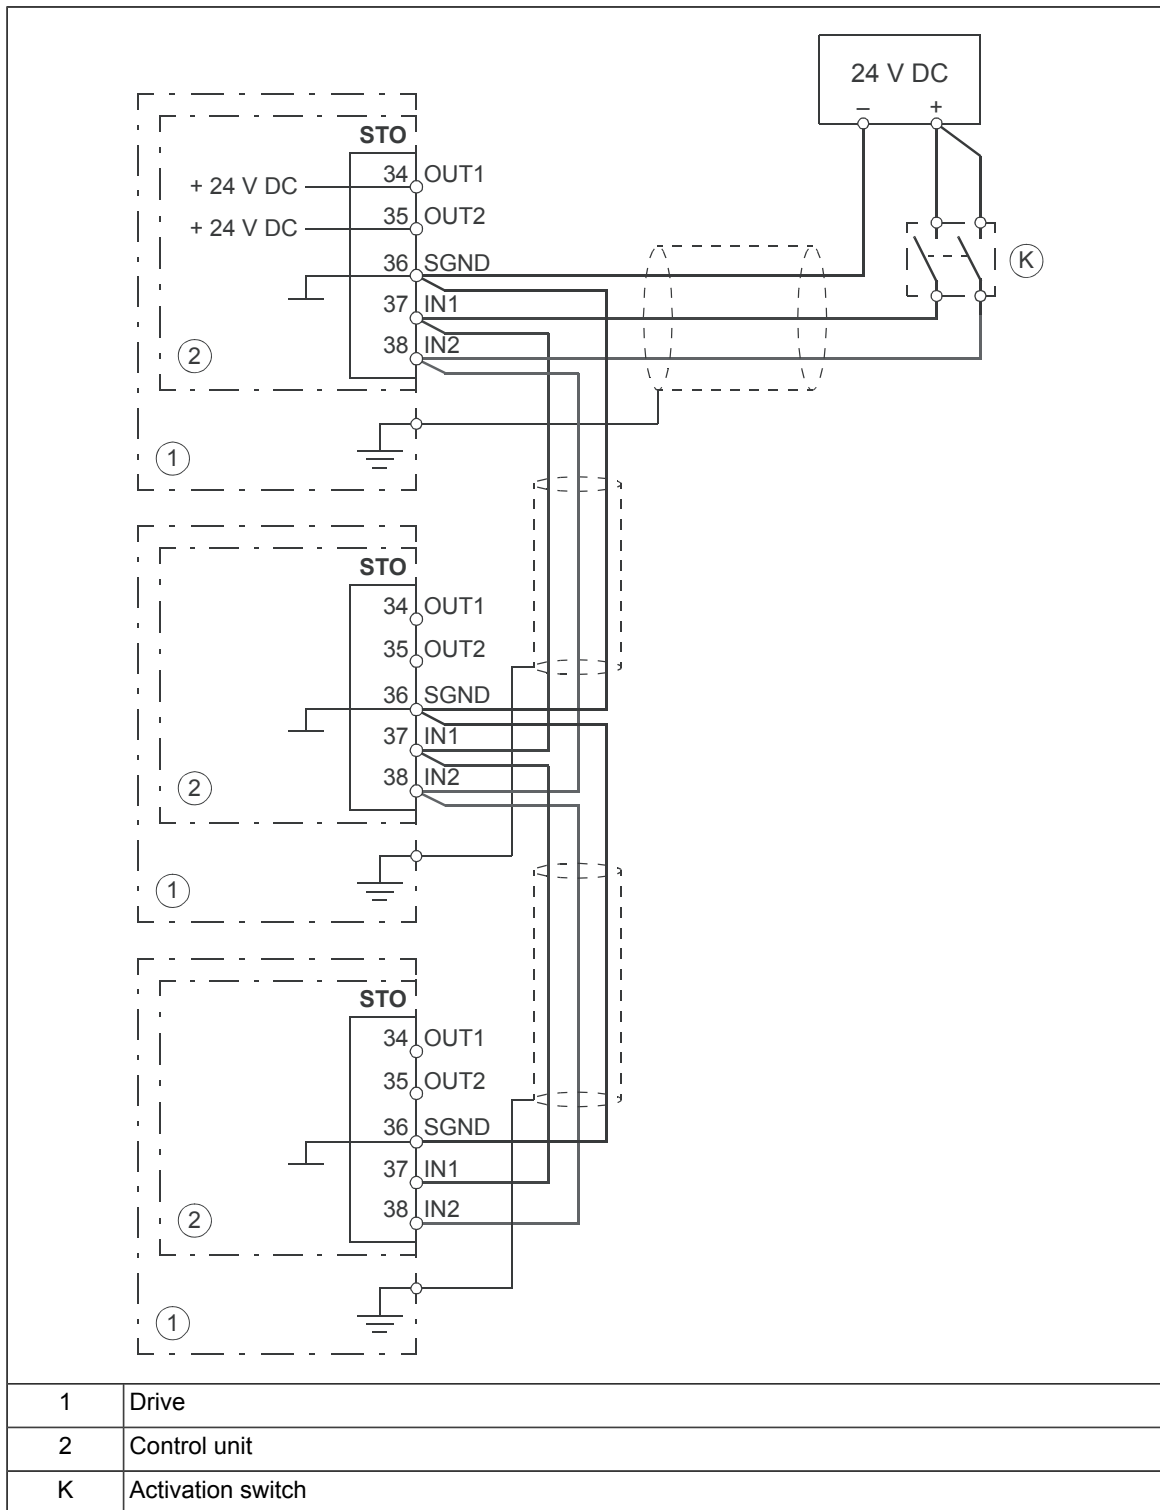 24 V DC
– +
STO
34 OUT1
+ 24 V DC
35 OUT2
+ 24 V DC
36 SGND
K
37 IN1
38 IN2
2
1
STO
34 OUT1
35 OUT2
36 SGND
37 IN1
38 IN2
2
1
STO
34 OUT1
35 OUT2
36 SGND
37 IN1
38 IN2
2
1
1 Drive
2 Control unit
K Activation switch